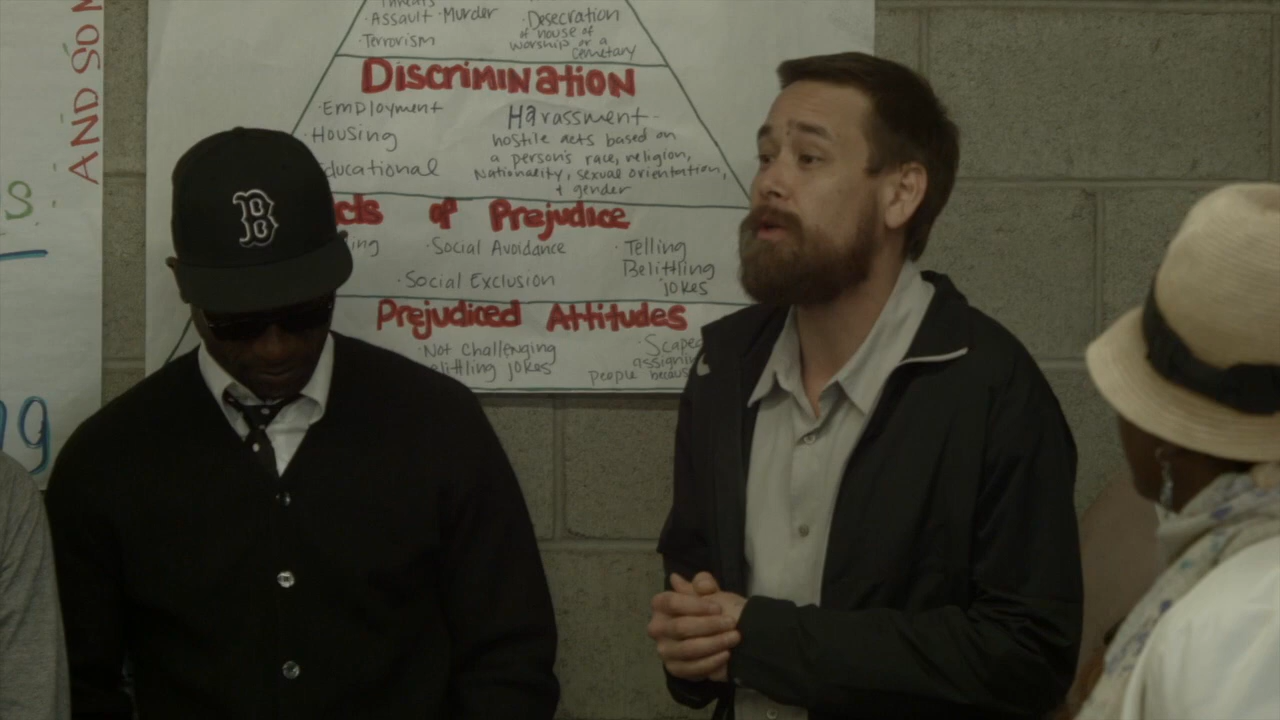 Threats
· Assault · Murder
· Desecration
· Terrorism
of house of
worship or a
cemetary
Discrimination
· Employment
· Housing
Educational
Harassment-
hostile acts based on
a person's race, religion,
Nationality, sexual orientation,
+ gender
of Prejudice
· Social Avoidance
· Telling
Belittling
jokes
· Social Exclusion
Prejudiced Attitudes
· Not Challenging
jokes
people
AND SO
B